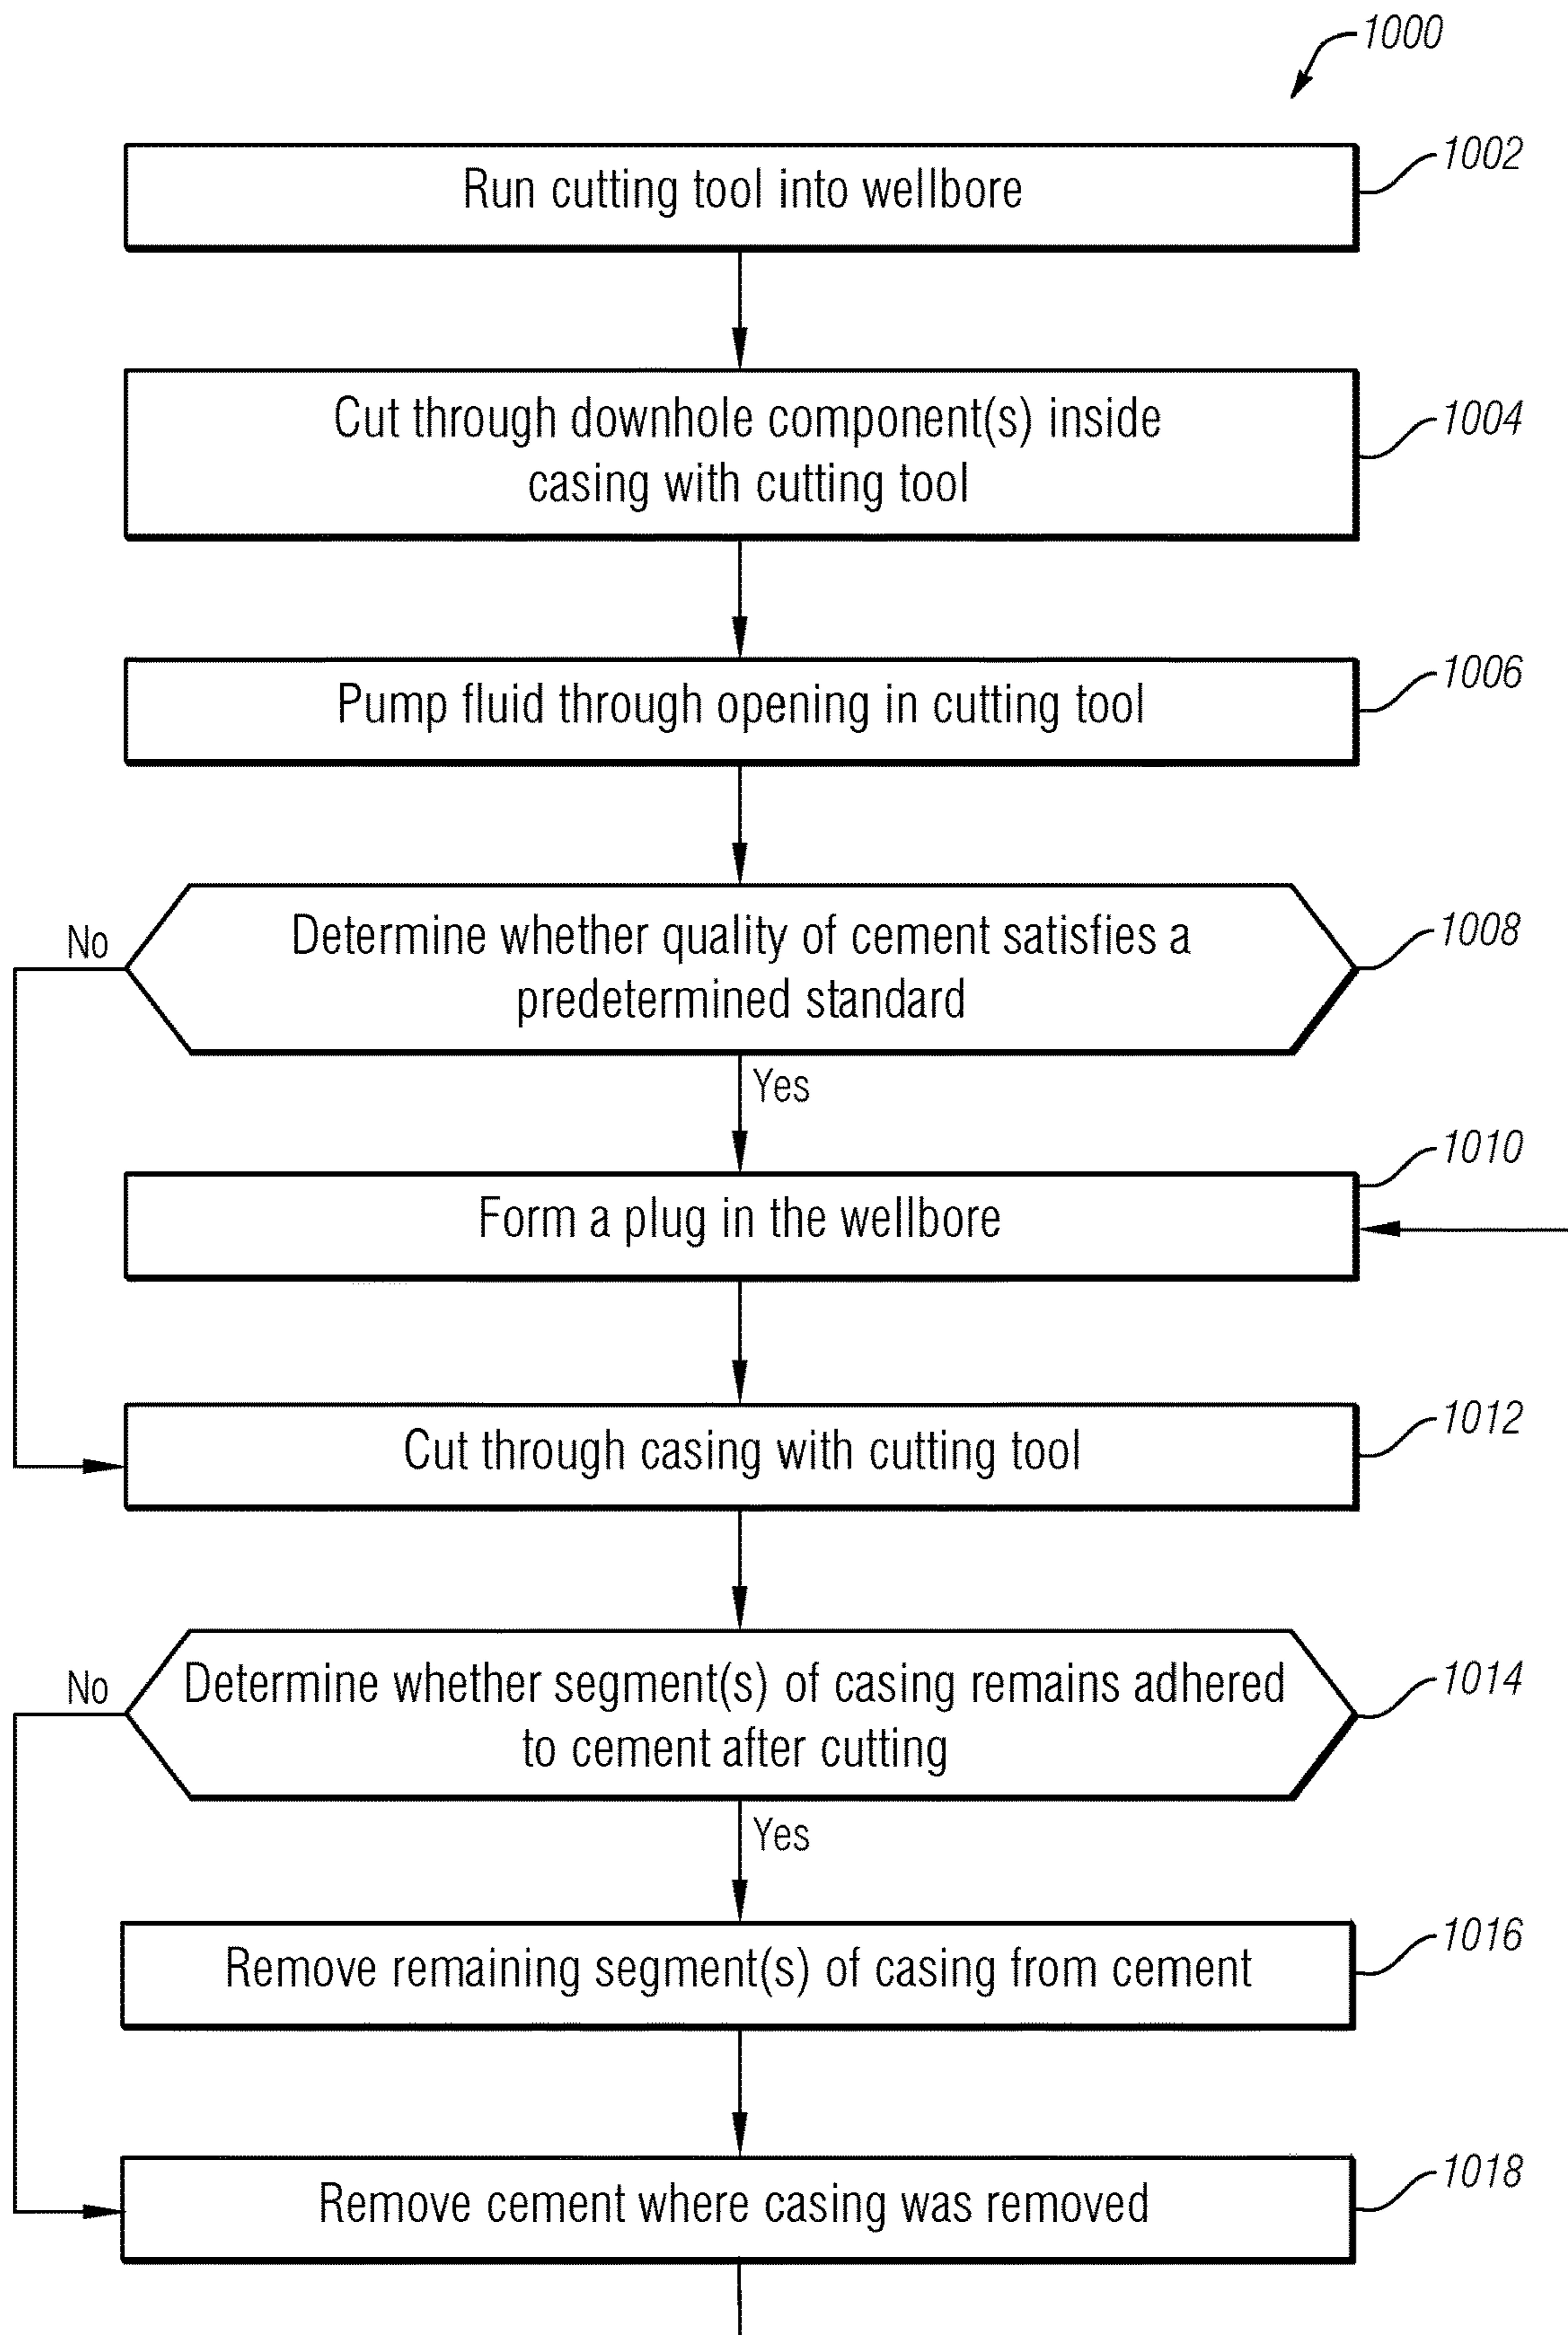 1000
Run cutting tool into wellbore
1002
Cut through downhole component(s) inside
casing with cutting tool
1004
Pump fluid through opening in cutting tool
1006
Determine whether quality of cement satisfies a
predetermined standard
1008
No
Yes
Form a plug in the wellbore
1010
Cut through casing with cutting tool
1012
Determine whether segment(s) of casing remains adhered
to cement after cutting
1014
No
Yes
Remove remaining segment(s) of casing from cement
1016
Remove cement where casing was removed
1018